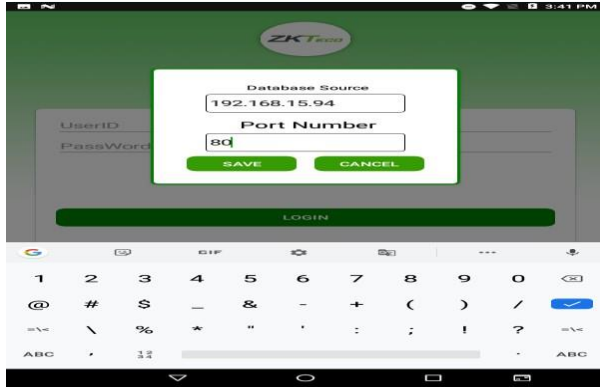 3:41 PM
ZKTeco
Database Source
192.168.15.94
Port Number
80
SAVE CANCEL
UserID
PassWord
LOGIN
G GIF ...
1 2 3 4 5 6 7 8 9 0
@ # $ _ & - + ( ) /
=\< \ % * " ' : ; ! ? =\<
ABC , 12 34 . ABC